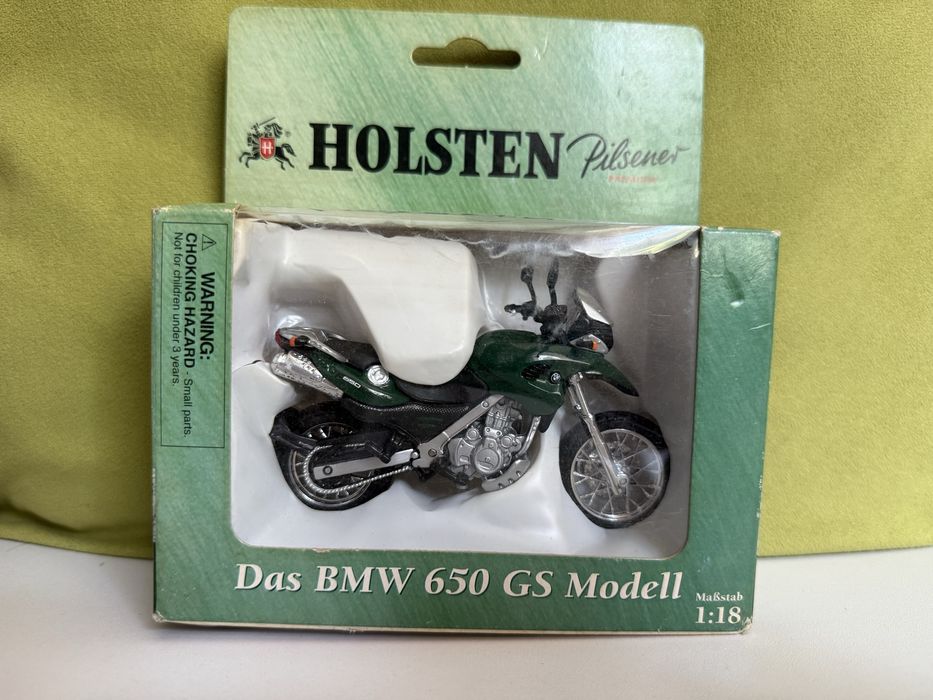 HOLSTEN Pilsener
H
WARNING:
CHOKING HAZARD - Small parts.
Not for children under 3 years.
650
Das BMW 650 GS Modell
Maßstab
1:18